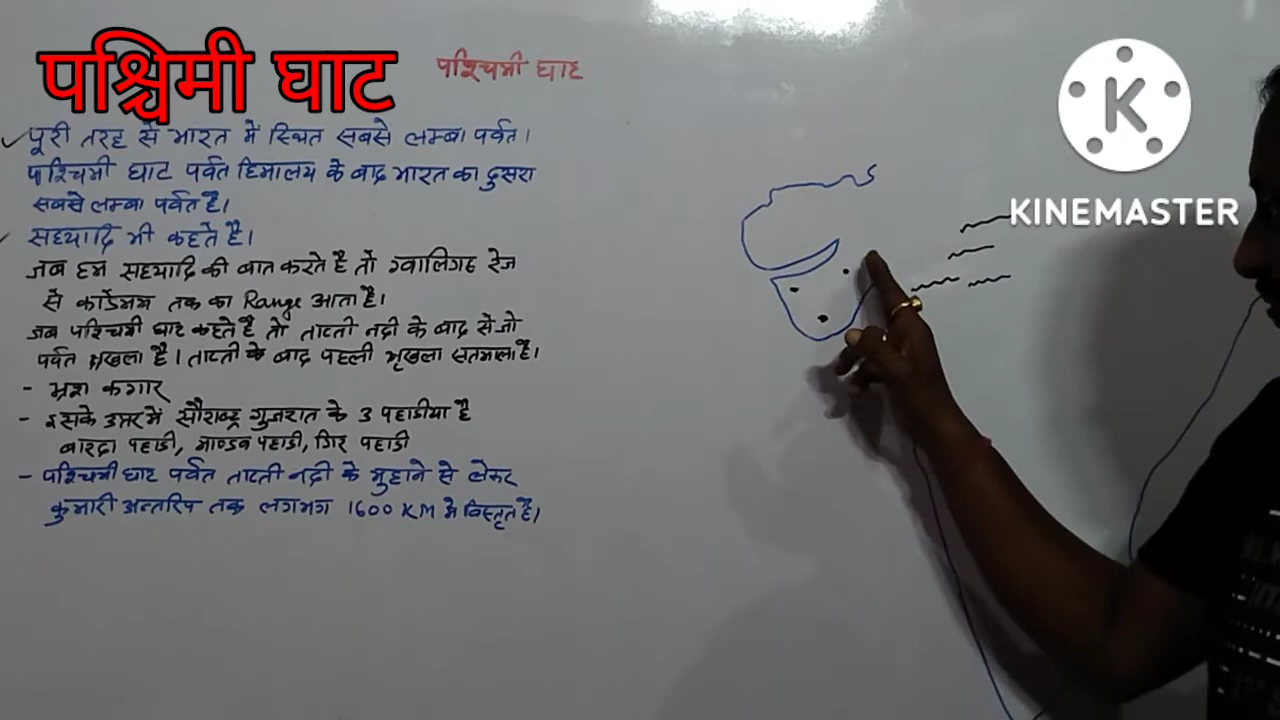 पश्चिमी घाट
पश्चिमी घाट
पूरी तरह से भारत में स्थित सबसे लम्बा पर्वत।
पश्चिमी घाट पर्वत हिमालय के बाद भारत का दुसरा
सबसे लम्बा पर्वत है।
सह्याद्रि भी कहते है।
जब हम सह्याद्रि की बात करते है तो ग्वालिगढ रेंज
से कार्डेमम तक का Range आता है।
जब पश्चिमी घाट कहते है तो ताप्ती नदी के बाद से जो
पर्वत श्रृखला है। ताप्ती के बाद पहली श्रृखला सतमाला है।
- भ्रंश कगार
- इसके उत्तर में सौराष्ट्र गुजरात के 3 पहाडीया है
बारदा पहाडी, माण्डव पहाडी, गिर पहाडी
- पश्चिमी घाट पर्वत ताप्ती नदी के मुहाने से लेकर
कुमारी अन्तरिप तक लगभग 1600 KM मे विस्तृत है।
K
KINEMASTER